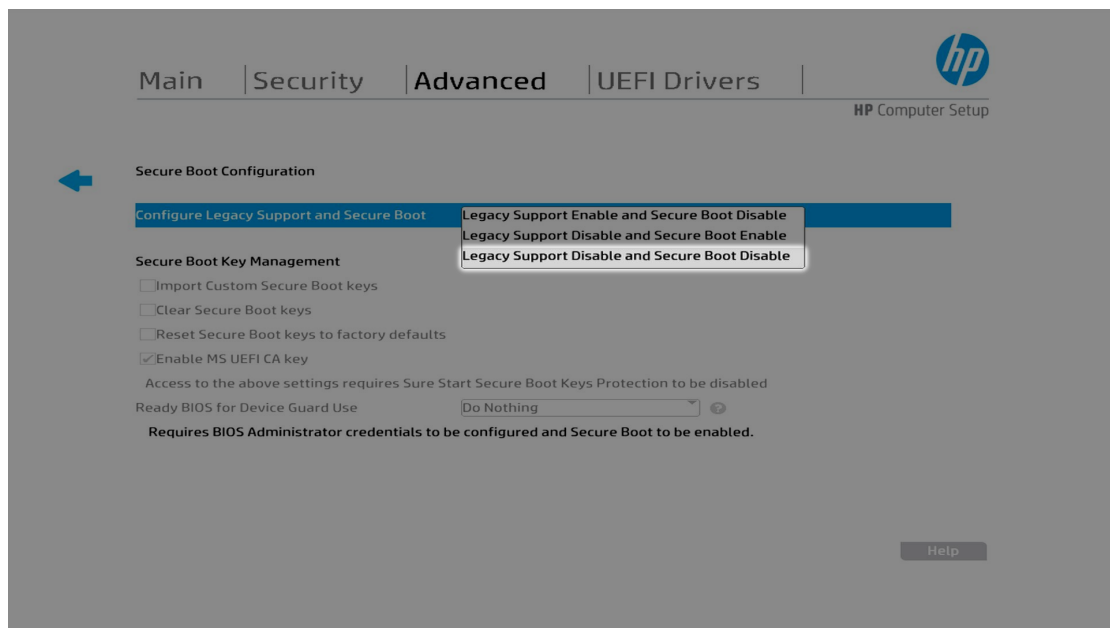 hp
Main Security Advanced UEFI Drivers
HP Computer Setup
Secure Boot Configuration
Configure Legacy Support and Secure Boot
Legacy Support Enable and Secure Boot Disable
Legacy Support Disable and Secure Boot Enable
Legacy Support Disable and Secure Boot Disable
Secure Boot Key Management
Import Custom Secure Boot keys
Clear Secure Boot keys
Reset Secure Boot keys to factory defaults
Enable MS UEFI CA key
Access to the above settings requires Sure Start Secure Boot Keys Protection to be disabled
Ready BIOS for Device Guard Use Do Nothing ?
Requires BIOS Administrator credentials to be configured and Secure Boot to be enabled.
Help